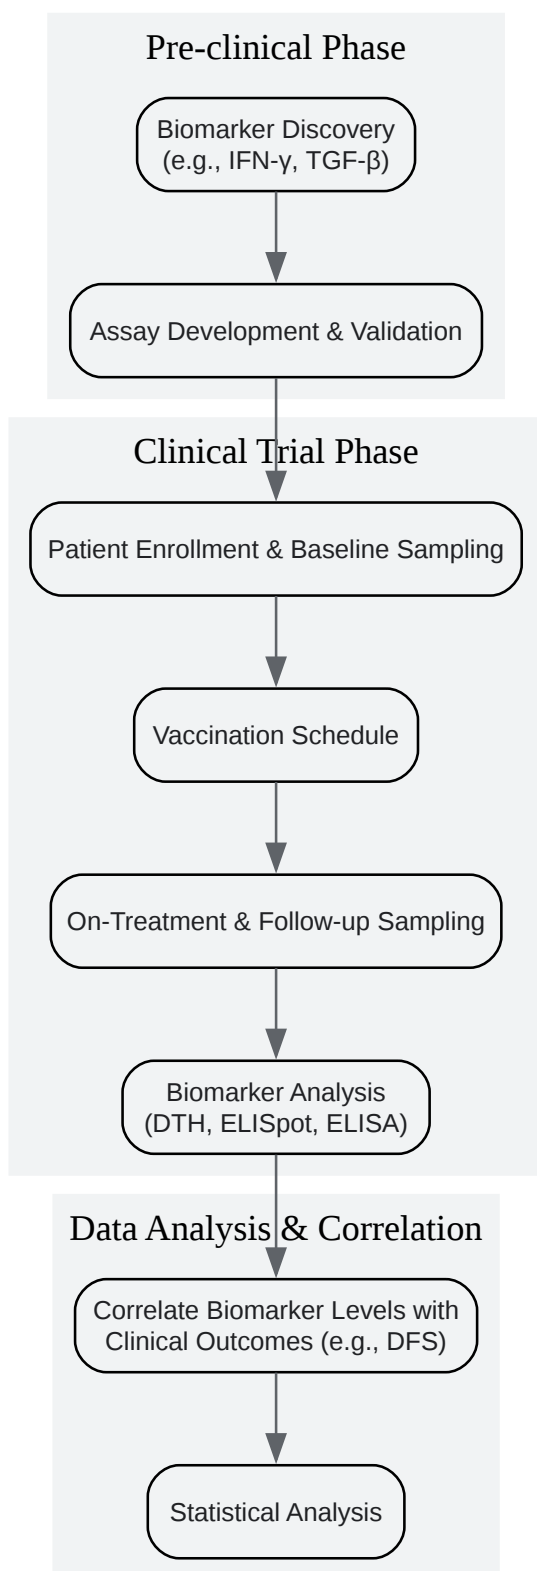 Pre-clinical Phase
Biomarker Discovery
(e.g., IFN-γ, TGF-β)
Assay Development & Validation
Clinical Trial Phase
Patient Enrollment & Baseline Sampling
Vaccination Schedule
On-Treatment & Follow-up Sampling
Biomarker Analysis
(DTH, ELISpot, ELISA)
Data Analysis & Correlation
Correlate Biomarker Levels with
Clinical Outcomes (e.g., DFS)
Statistical Analysis